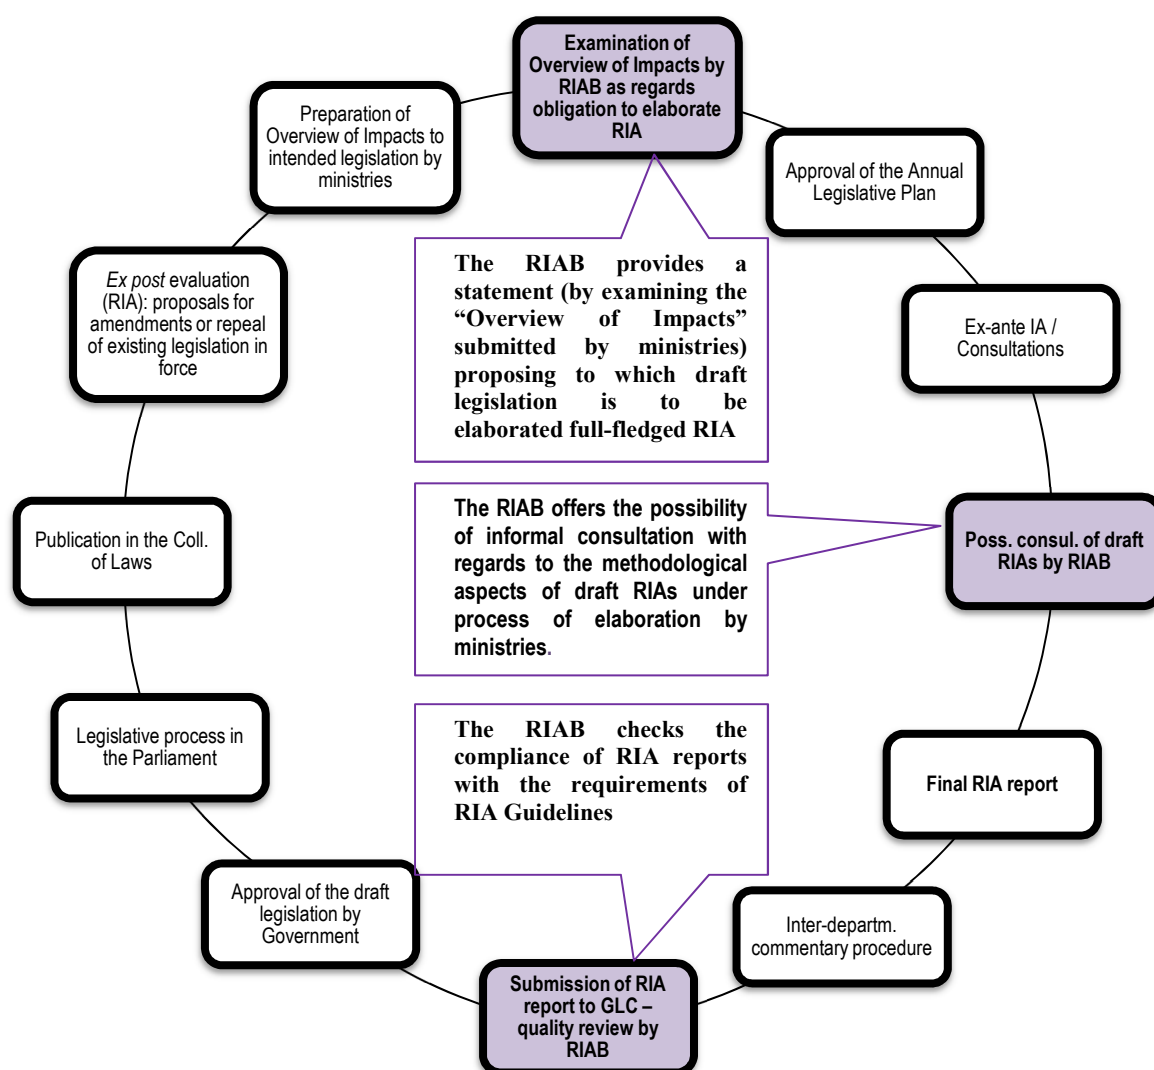 Examination of
Overview of Impacts by
RIAB as regards
obligation to elaborate
RIA
Preparation of
Overview of Impacts to
intended legislation by
ministries
Approval of the Annual
Legislative Plan
The RIAB provides a
statement (by examining the
“Overview of Impacts”
submitted by ministries)
proposing to which draft
legislation is to be
elaborated full-fledged RIA
Ex post evaluation
(RIA): proposals for
amendments or repeal
of existing legislation in
force
Ex-ante IA /
Consultations
The RIAB offers the possibility
of informal consultation with
regards to the methodological
aspects of draft RIAs under
process of elaboration by
ministries.
Publication in the Coll.
of Laws
Poss. consul. of draft
RIAs by RIAB
The RIAB checks the
compliance of RIA reports
with the requirements of
RIA Guidelines
Legislative process in
the Parliament
Final RIA report
Approval of the draft
legislation by
Government
Inter-departm.
commentary procedure
Submission of RIA
report to GLC –
quality review by
RIAB